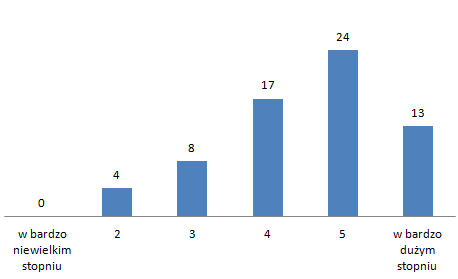 24
17
13
8
4
0
w bardzo
niewielkim
stopniu
2
3
4
5
w bardzo
dużym
stopniu